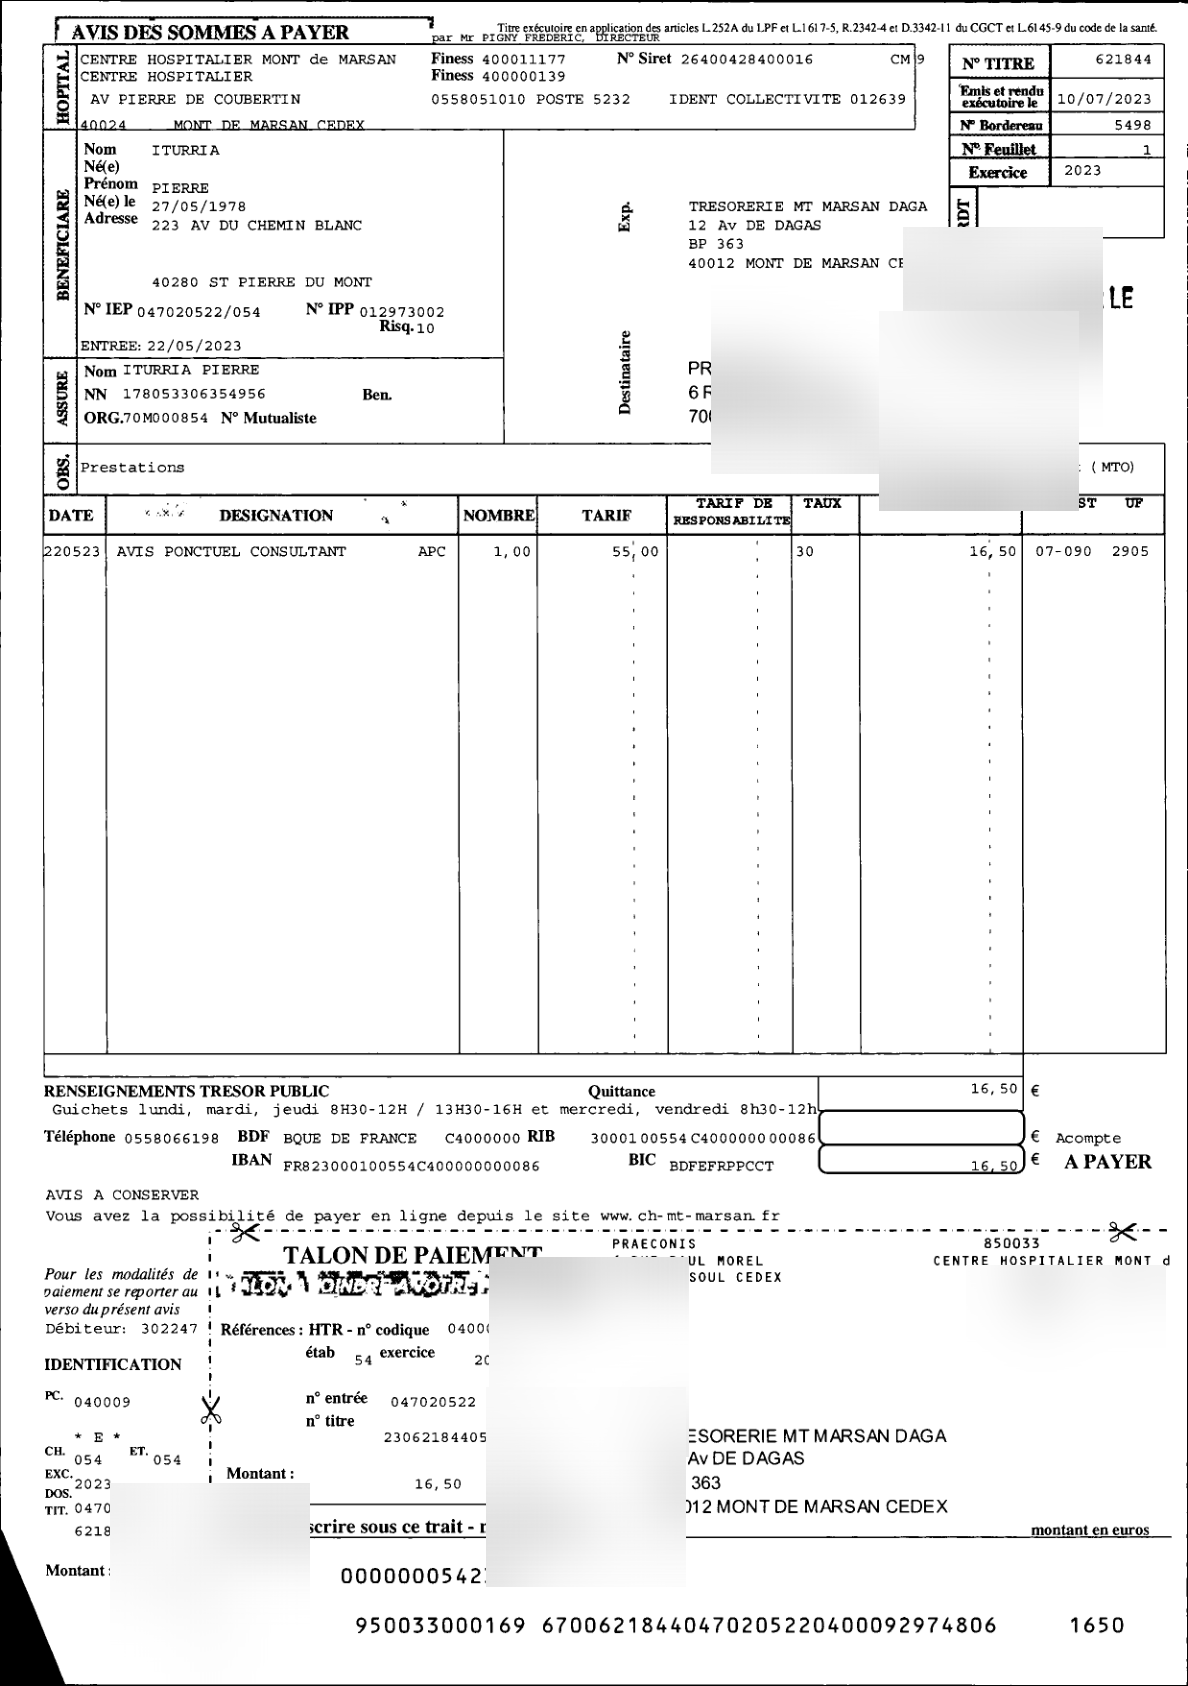 AVIS DES SOMMES A PAYER
Titre exécutoire en application des articles L.252A du LPF et L.1617-5, R.2342-4 et D.3342-11 du CGCT et L.6145-9 du code de la santé.
par Mr PIGNY FREDERIC, DIRECTEUR
HOPITAL
CENTRE HOSPITALIER MONT de MARSAN Finess 400011177 N° Siret 26400428400016 CM 9
CENTRE HOSPITALIER Finess 400000139
AV PIERRE DE COUBERTIN 0558051010 POSTE 5232 IDENT COLLECTIVITE 012639
40024 MONT DE MARSAN CEDEX
N° TITRE 621844
Emis et rendu exécutoire le 10/07/2023
N° Bordereau 5498
N° Feuillet 1
Exercice 2023
RDT
BENEFICIAIRE
Nom ITURRIA
Né(e)
Prénom PIERRE
Né(e) le 27/05/1978
Adresse 223 AV DU CHEMIN BLANC
40280 ST PIERRE DU MONT
N° IEP 047020522/054 N° IPP 012973002
Risq. 10
ENTREE: 22/05/2023
Exp.
TRESORERIE MT MARSAN DAGA
12 Av DE DAGAS
BP 363
40012 MONT DE MARSAN CE
LE
ASSURE
Nom ITURRIA PIERRE
NN 178053306354956 Ben.
ORG. 70M000854 N° Mutualiste
Destinataire
PR
6 R
70
OBS.
Prestations
( MTO)
DATE DESIGNATION NOMBRE TARIF TARIF DE RESPONSABILITE TAUX ST UF
220523 AVIS PONCTUEL CONSULTANT APC 1,00 55,00 30 16,50 07-090 2905
RENSEIGNEMENTS TRESOR PUBLIC Quittance 16,50 €
Guichets lundi, mardi, jeudi 8H30-12H / 13H30-16H et mercredi, vendredi 8h30-12h
Téléphone 0558066198 BDF BQUE DE FRANCE C4000000 RIB 3000100554C400000000086 € Acompte
IBAN FR823000100554C400000000086 BIC BDFEFRPPCCT 16,50 € A PAYER
AVIS A CONSERVER
Vous avez la possibilité de payer en ligne depuis le site www.ch-mt-marsan.fr
PRAECONIS 850033
TALON DE PAIEMENT
UL MOREL CENTRE HOSPITALIER MONT d
SOUL CEDEX
Pour les modalités de
paiement se reporter au
verso du présent avis
Débiteur: 302247
Références : HTR - n° codique 0400
étab 54 exercice 20
IDENTIFICATION
PC. 040009
n° entrée 047020522
n° titre
23062184405
* E *
CH. 054 ET. 054
EXC. 2023
DOS.
TIT. 0470
6218
Montant : 16,50
ESORERIE MT MARSAN DAGA
Av DE DAGAS
363
012 MONT DE MARSAN CEDEX
scrire sous ce trait -
montant en euros
Montant :
0000000542
950033000169 670062184404702052204000929​74806 1650